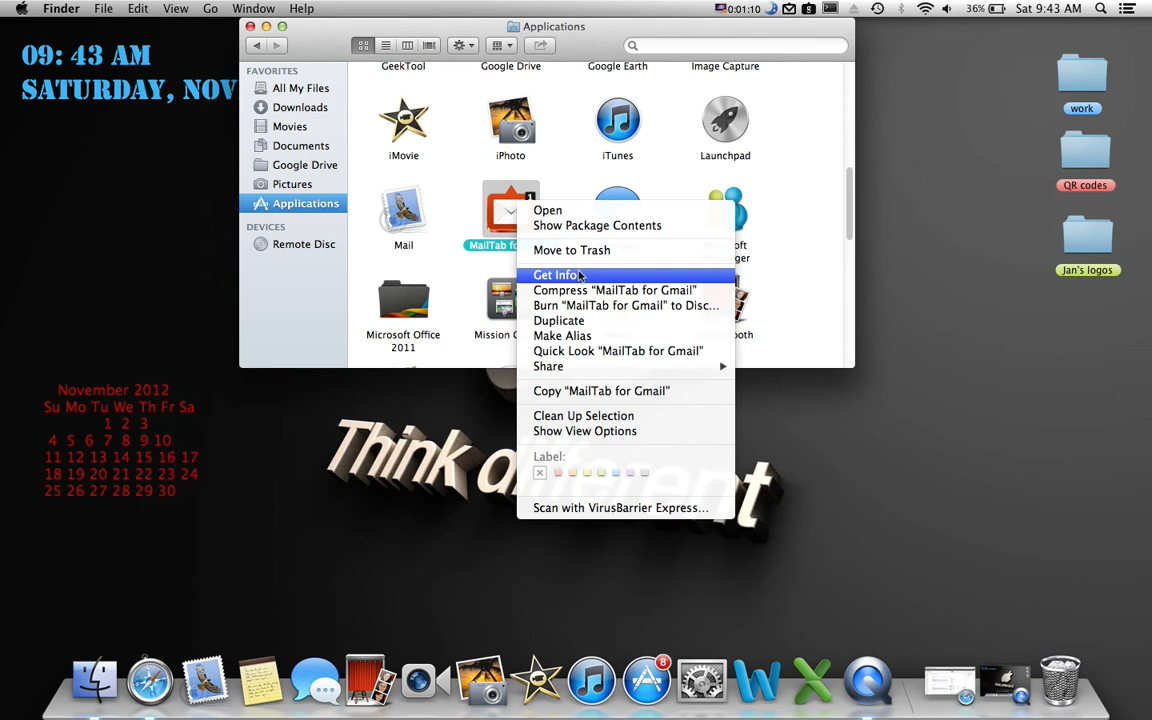 Finder File Edit View Go Window Help
0:01:10 36% Sat 9:43 AM
09: 43 AM
SATURDAY, NOV
Applications
FAVORITES
All My Files
Downloads
Movies
Documents
Google Drive
Pictures
Applications
DEVICES
Remote Disc
GeekTool Google Drive Google Earth Image Capture
iMovie iPhoto iTunes Launchpad
Mail MailTab fo
1
Microsoft Office
2011
Mission C
Open
Show Package Contents
Move to Trash
Get Info
Compress “MailTab for Gmail”
Burn “MailTab for Gmail” to Disc...
Duplicate
Make Alias
Quick Look “MailTab for Gmail”
Share
Copy “MailTab for Gmail”
Clean Up Selection
Show View Options
Label:
Scan with VirusBarrier Express...
work
QR codes
Jan's logos
November 2012
Su Mo Tu We Th Fr Sa
1 2 3
4 5 6 7 8 9 10
11 12 13 14 15 16 17
18 19 20 21 22 23 24
25 26 27 28 29 30
Think different
8